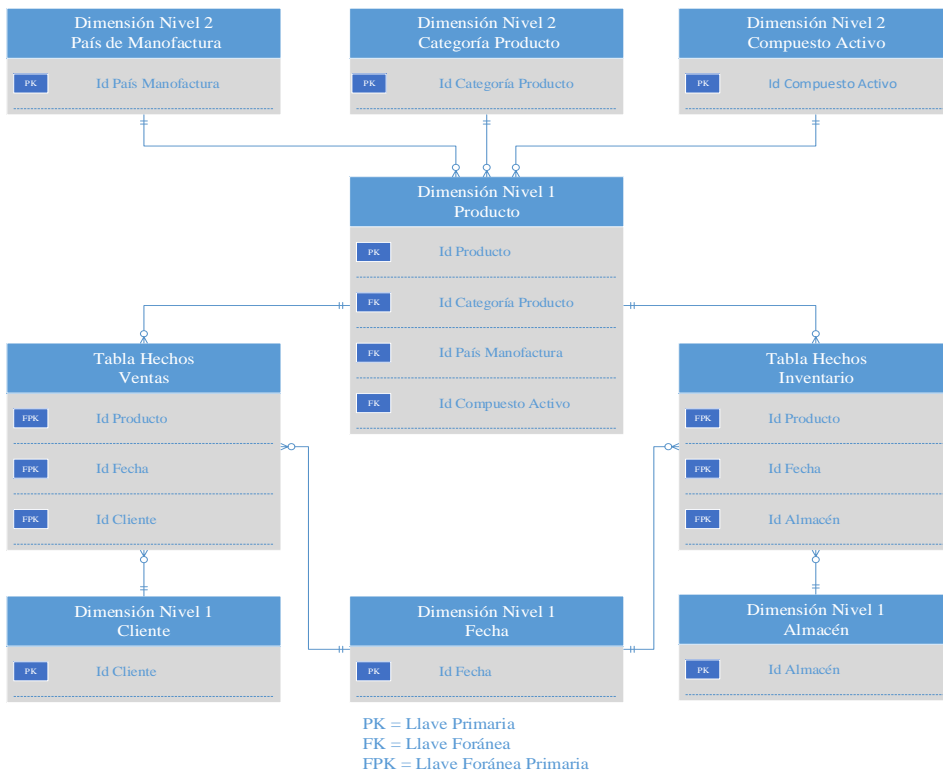 Dimensión Nivel 2
País de Manofactura
PK Id País Manofactura
Dimensión Nivel 2
Categoría Producto
PK Id Categoría Producto
Dimensión Nivel 2
Compuesto Activo
PK Id Compuesto Activo
Dimensión Nivel 1
Producto
PK Id Producto
FK Id Categoría Producto
FK Id País Manofactura
FK Id Compuesto Activo
Tabla Hechos
Ventas
FPK Id Producto
FPK Id Fecha
FPK Id Cliente
Tabla Hechos
Inventario
FPK Id Producto
FPK Id Fecha
FPK Id Almacén
Dimensión Nivel 1
Cliente
PK Id Cliente
Dimensión Nivel 1
Fecha
PK Id Fecha
Dimensión Nivel 1
Almacén
PK Id Almacén
PK = Llave Primaria
FK = Llave Foránea
FPK = Llave Foránea Primaria